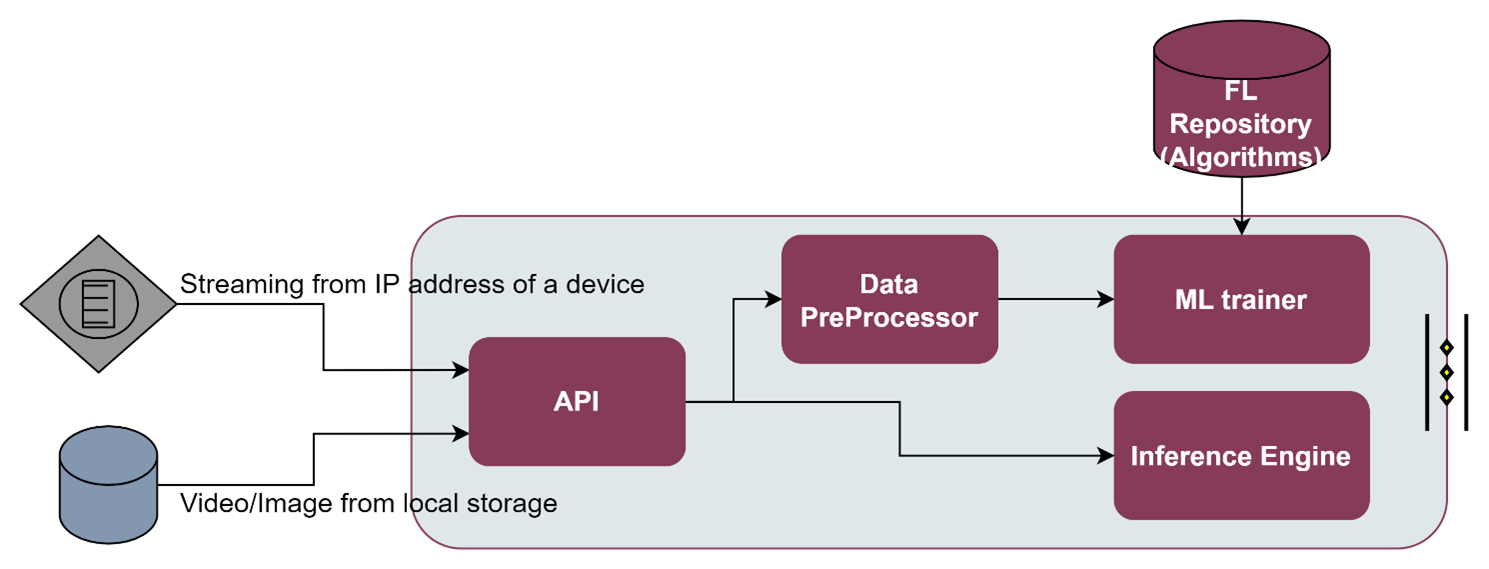 FL
Repository
(Algorithms)
Streaming from IP address of a device
Data
PreProcessor
ML trainer
API
Inference Engine
Video/Image from local storage